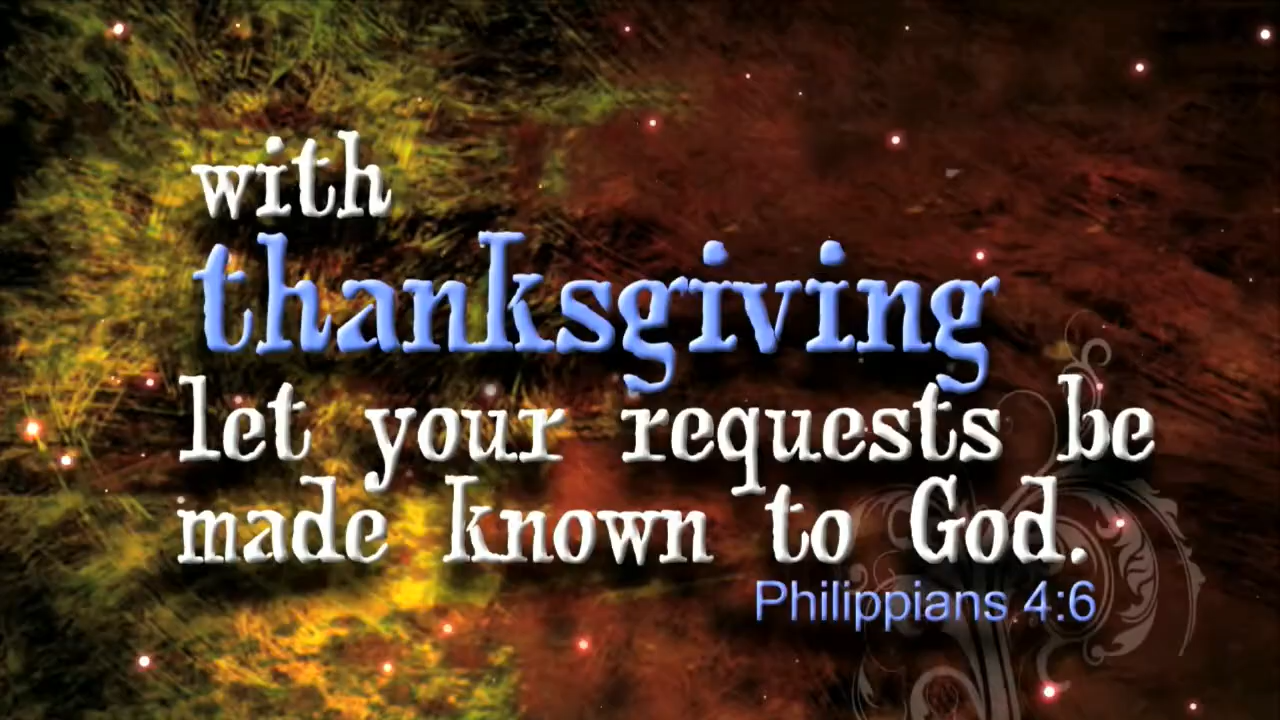 with
thanksgiving
let your requests be
made known to God.
Philippians 4:6